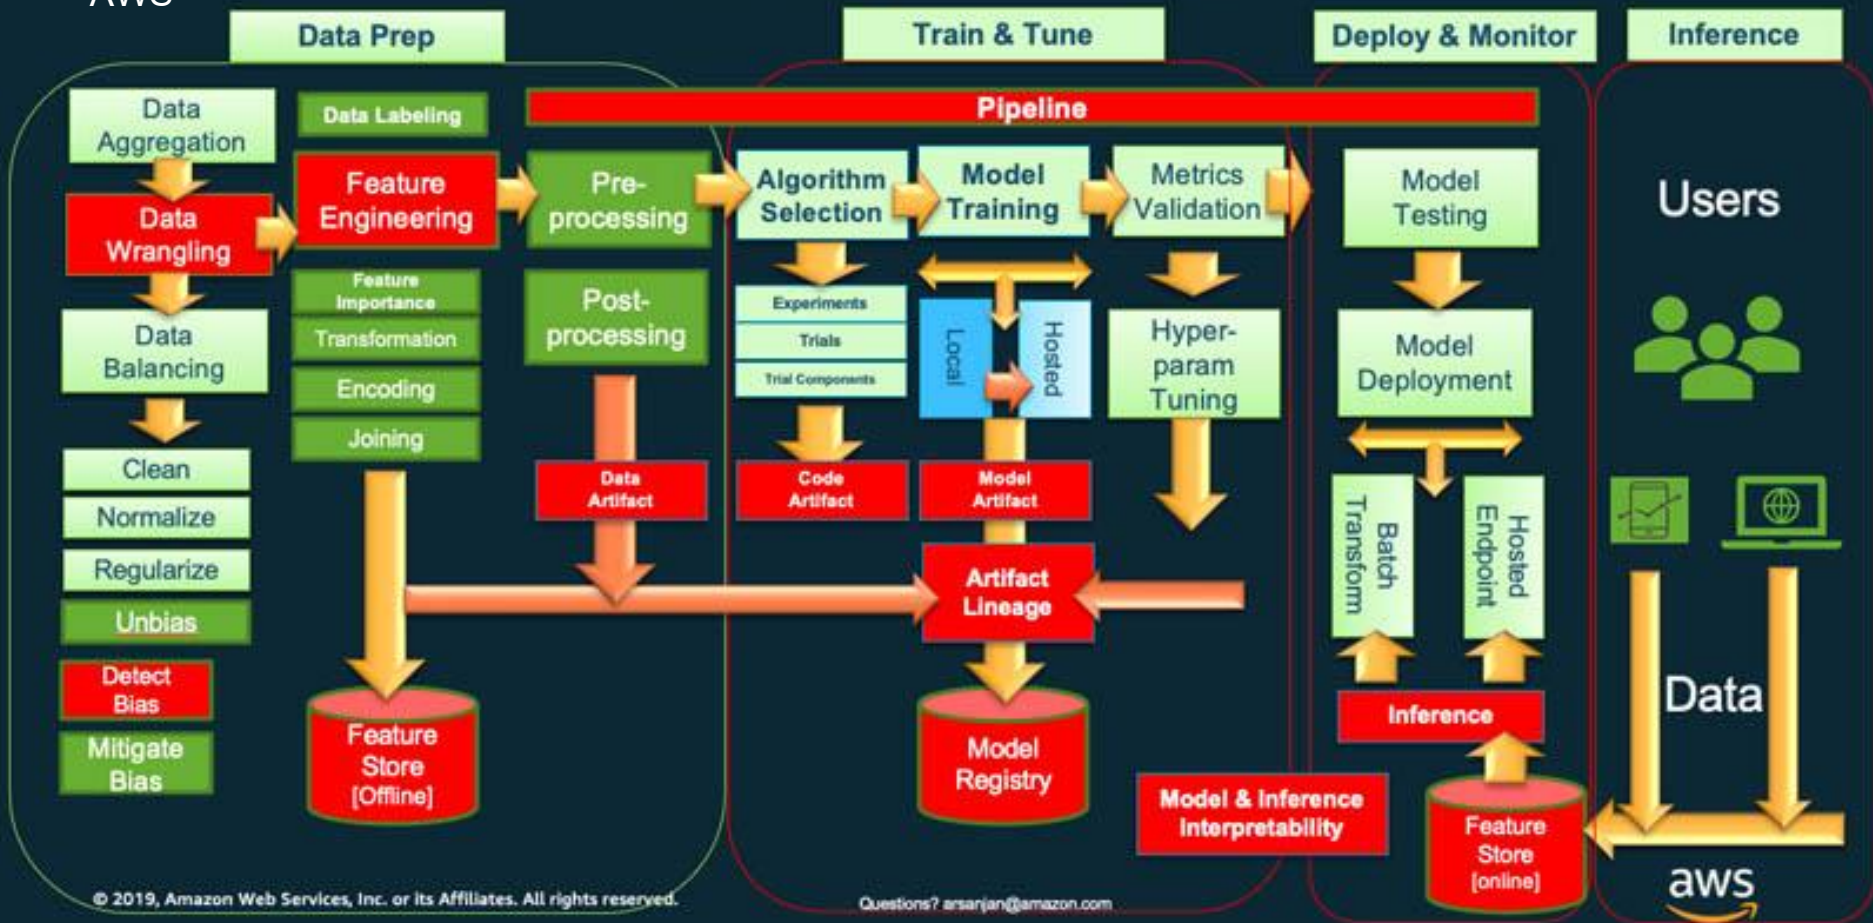 AWS
Data Prep
Train & Tune
Deploy & Monitor
Inference
Data
Aggregation
Data
Wrangling
Data
Balancing
Clean
Normalize
Regularize
Unbias
Detect
Bias
Mitigate
Bias
Data Labeling
Feature
Engineering
Feature
Importance
Transformation
Encoding
Joining
Feature
Store
[Offline]
Pipeline
Pre-
processing
Post-
processing
Data
Artifact
Algorithm
Selection
Experiments
Trials
Trial Components
Code
Artifact
Model
Training
Local
Hosted
Model
Artifact
Artifact
Lineage
Model
Registry
Metrics
Validation
Hyper-
param
Tuning
Model & Inference
Interpretability
Model
Testing
Model
Deployment
Batch
Transform
Hosted
Endpoint
Inference
Feature
Store
[online]
Users
Data
aws
© 2019, Amazon Web Services, Inc. or its Affiliates. All rights reserved.
Questions? arsanjan@amazon.com